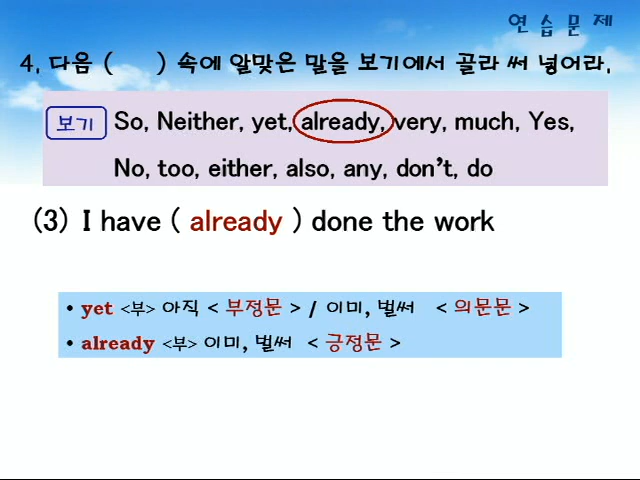 연 습 문 제
4. 다음 ( ) 속에 알맞은 말을 보기에서 골라 써 넣어라.
보기 So, Neither, yet, already, very, much, Yes,
No, too, either, also, any, don't, do
(3) I have ( already ) done the work
• yet <부> 아직 < 부정문 > / 이미, 벌써 < 의문문 >
• already <부> 이미, 벌써 < 긍정문 >